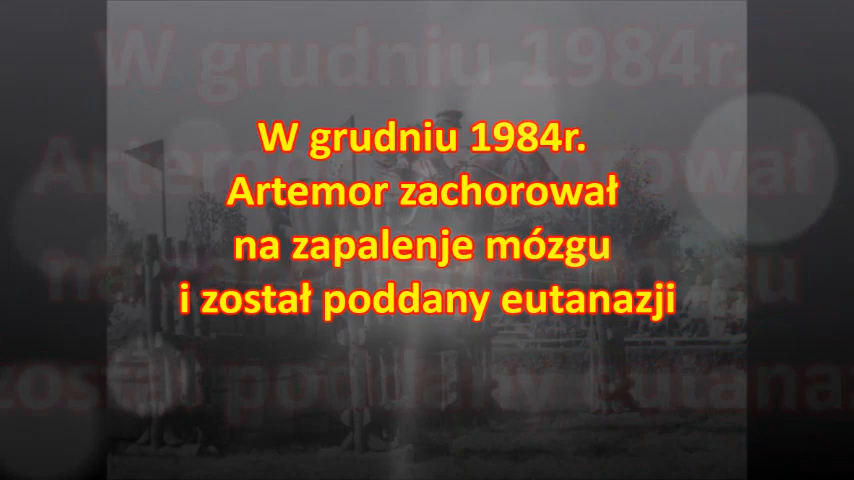 W grudniu 1984r.
Artemor zachorował
na zapalenje mózgu
i został poddany eutanazji